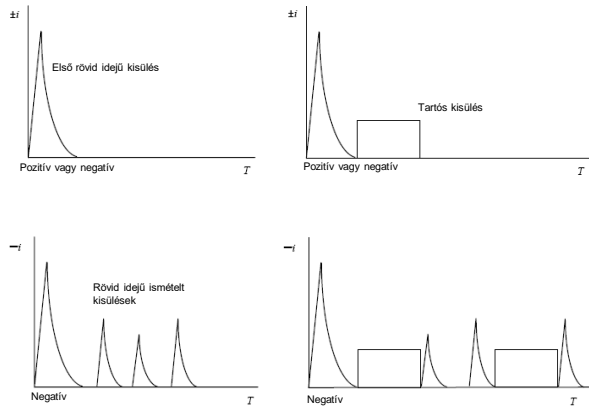 ±i
Első rövid idejű kisülés
Pozitív vagy negatív
T
±i
Tartós kisülés
Pozitív vagy negatív
T
−i
Rövid idejű ismételt
kisülések
Negatív
T
−i
Negatív
T